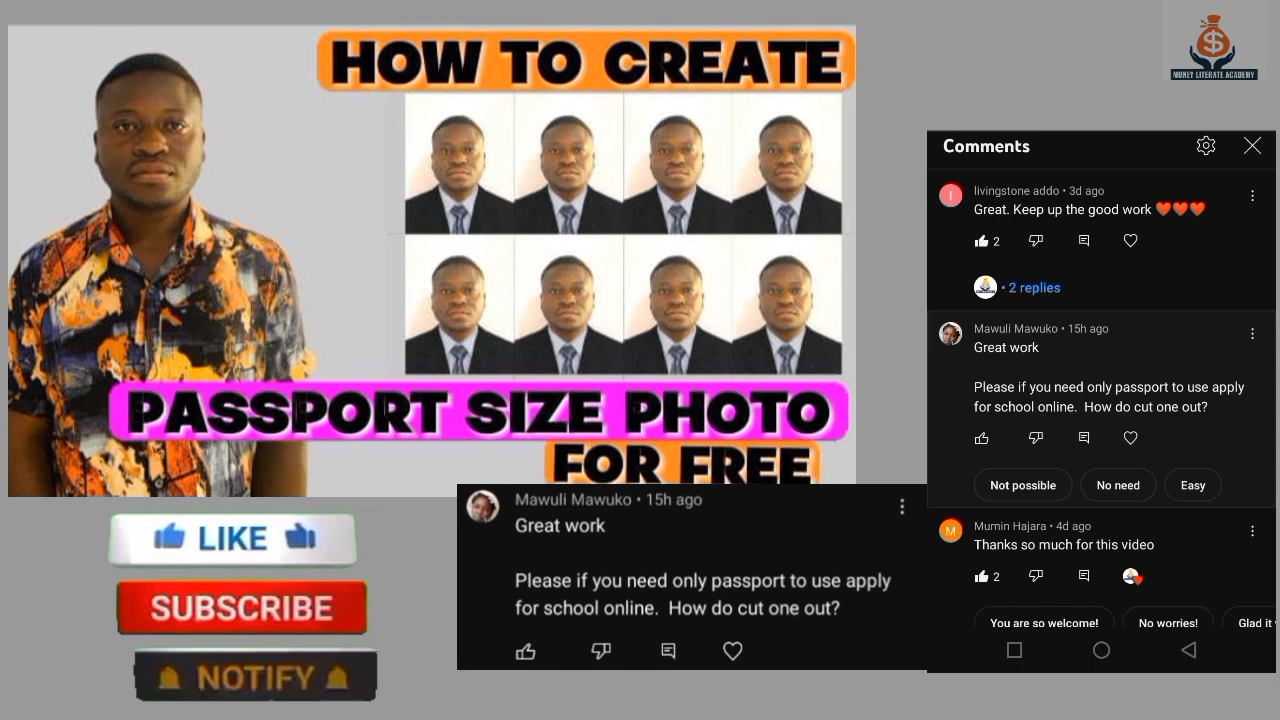 HOW TO CREATE
PASSPORT SIZE PHOTO
FOR FREE
LIKE
SUBSCRIBE
NOTIFY
Mawuli Mawuko • 15h ago
Great work
Please if you need only passport to use apply
for school online.  How do cut one out?
$
MONEY LITERATE ACADEMY
Comments
I
livingstone addo • 3d ago
Great. Keep up the good work ❤️❤️❤️
2
• 2 replies
Mawuli Mawuko • 15h ago
Great work
Please if you need only passport to use apply
for school online.  How do cut one out?
Not possible No need Easy
M
Mumin Hajara • 4d ago
Thanks so much for this video
2
You are so welcome! No worries! Glad it